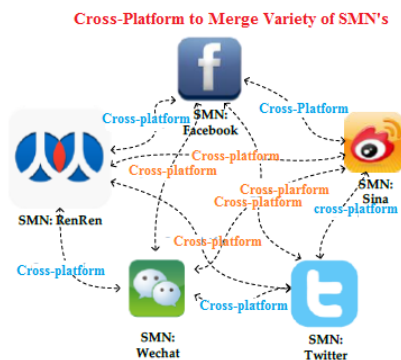 Cross-Platform to Merge Variety of SMN's
SMN:
Facebook
Cross-platform
Cross-Platform
SMN: RenRen
SMN:
Sina
Cross-platform
Cross-platform
Cross-plarform
Cross-platform
Cross-platform
cross-platform
Cross-platform
Cross-platform
SMN:
Wechat
SMN:
Twitter